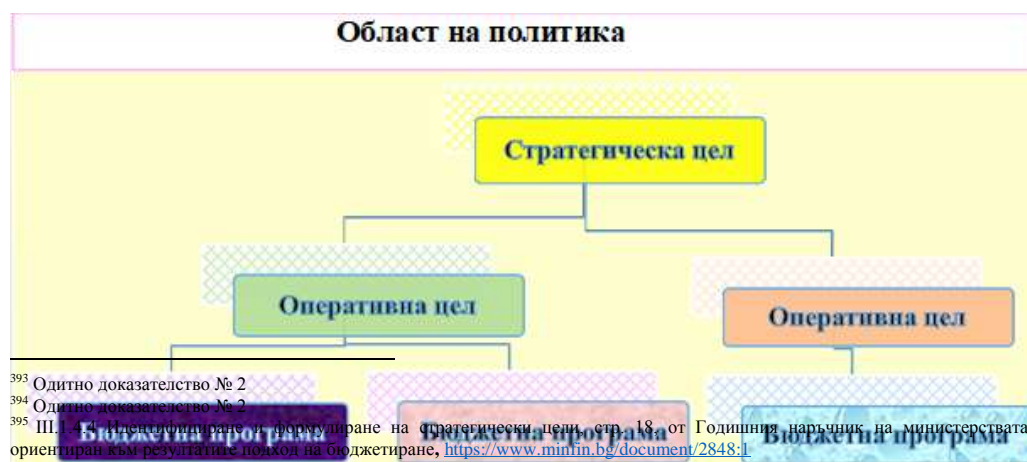 Област на политика
Стратегическа цел
Оперативна цел
Оперативна цел
Бюджетна програма
Бюджетна програма
Бюджетна програма
393 Одитно доказателство № 2
394 Одитно доказателство № 2
395 III.1.4.4 Идентифициране и формулиране на стратегически цели, стр. 18, от Годишния наръчник на министерствата
ориентиран към резултатите подход на бюджетиране, https://www.minfin.bg/document/2848:1